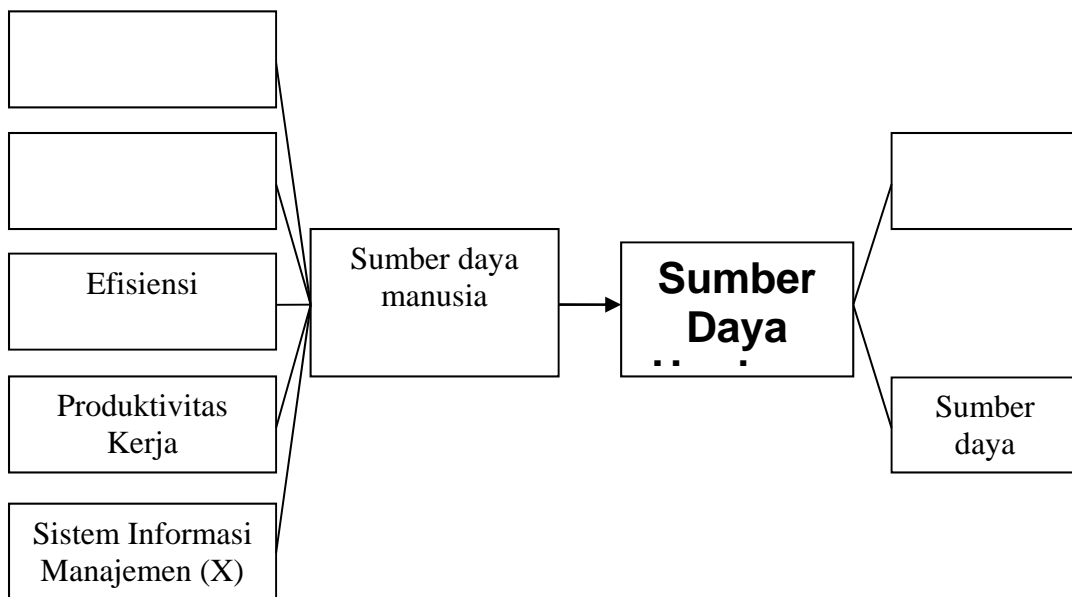 Efisiensi
Produktivitas
Kerja
Sistem Informasi
Manajemen (X)
Sumber daya
manusia
Sumber
Daya
Sumber
daya